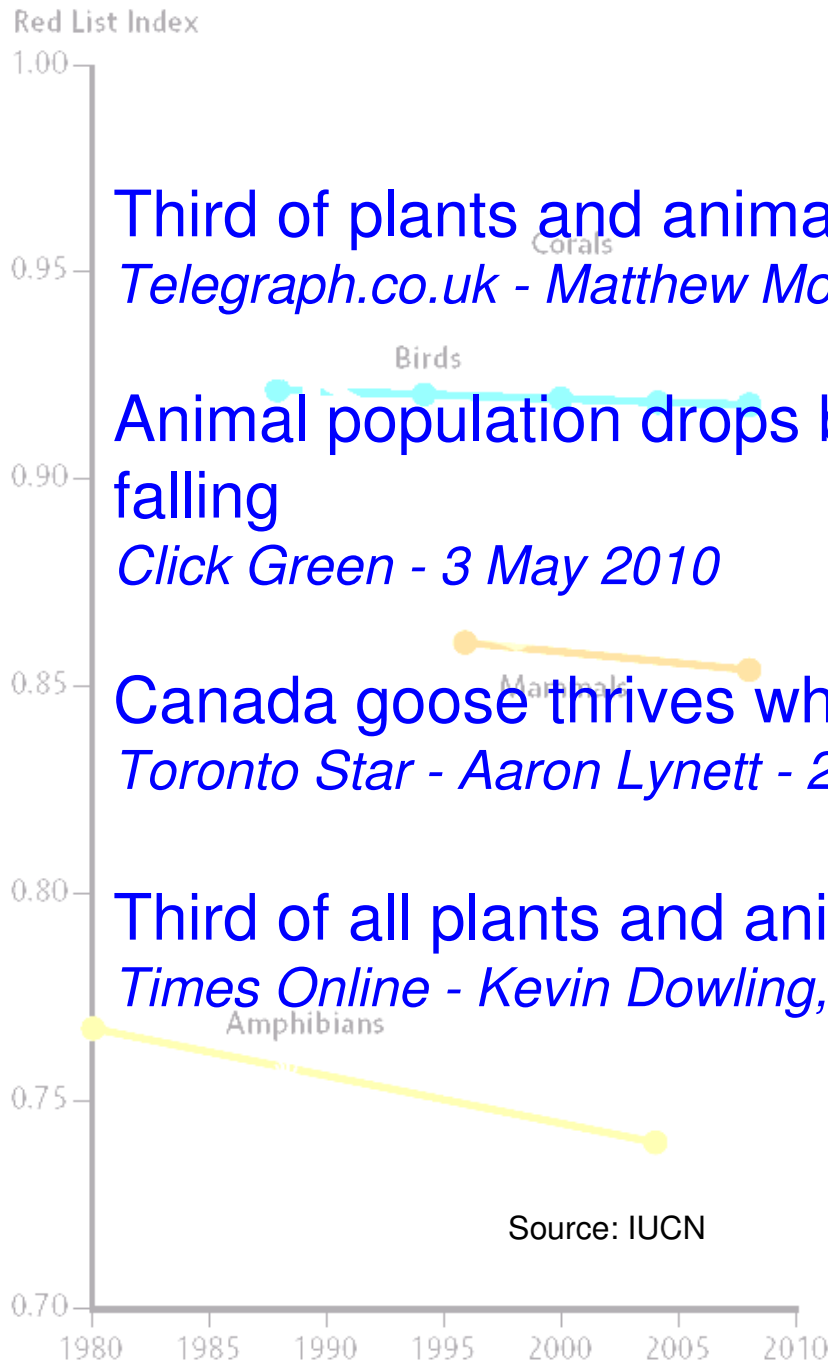 Red List Index
1.00
Third of plants and anima
Corals
0.95
Telegraph.co.uk - Matthew Mo
Birds
Animal population drops b
0.90
falling
Click Green - 3 May 2010
0.85
Mammals
Canada goose thrives wh
Toronto Star - Aaron Lynett - 2
0.80
Third of all plants and ani
Times Online - Kevin Dowling,
Amphibians
0.75
Source: IUCN
0.70
1980 1985 1990 1995 2000 2005 2010